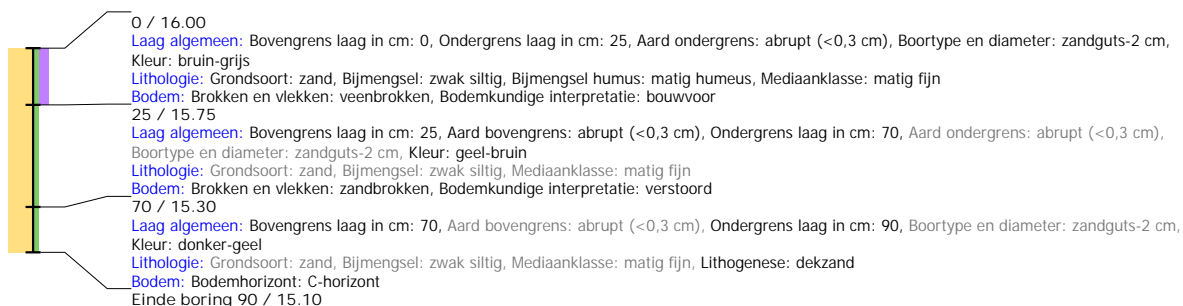 0 / 16.00
Laag algemeen: Bovengrens laag in cm: 0, Ondergrens laag in cm: 25, Aard ondergrens: abrupt (<0,3 cm), Boortype en diameter: zandguts-2 cm,
Kleur: bruin-grijs
Lithologie: Grondsoort: zand, Bijmengsel: zwak siltig, Bijmengsel humus: matig humeus, Mediaanklasse: matig fijn
Bodem: Brokken en vlekken: veenbrokken, Bodemkundige interpretatie: bouwvoor
25 / 15.75
Laag algemeen: Bovengrens laag in cm: 25, Aard bovengrens: abrupt (<0,3 cm), Ondergrens laag in cm: 70, Aard ondergrens: abrupt (<0,3 cm),
Boortype en diameter: zandguts-2 cm, Kleur: geel-bruin
Lithologie: Grondsoort: zand, Bijmengsel: zwak siltig, Mediaanklasse: matig fijn
Bodem: Brokken en vlekken: zandbrokken, Bodemkundige interpretatie: verstoord
70 / 15.30
Laag algemeen: Bovengrens laag in cm: 70, Aard bovengrens: abrupt (<0,3 cm), Ondergrens laag in cm: 90, Boortype en diameter: zandguts-2 cm,
Kleur: donker-geel
Lithologie: Grondsoort: zand, Bijmengsel: zwak siltig, Mediaanklasse: matig fijn, Lithogenese: dekzand
Bodem: Bodemhorizont: C-horizont
Einde boring 90 / 15.10